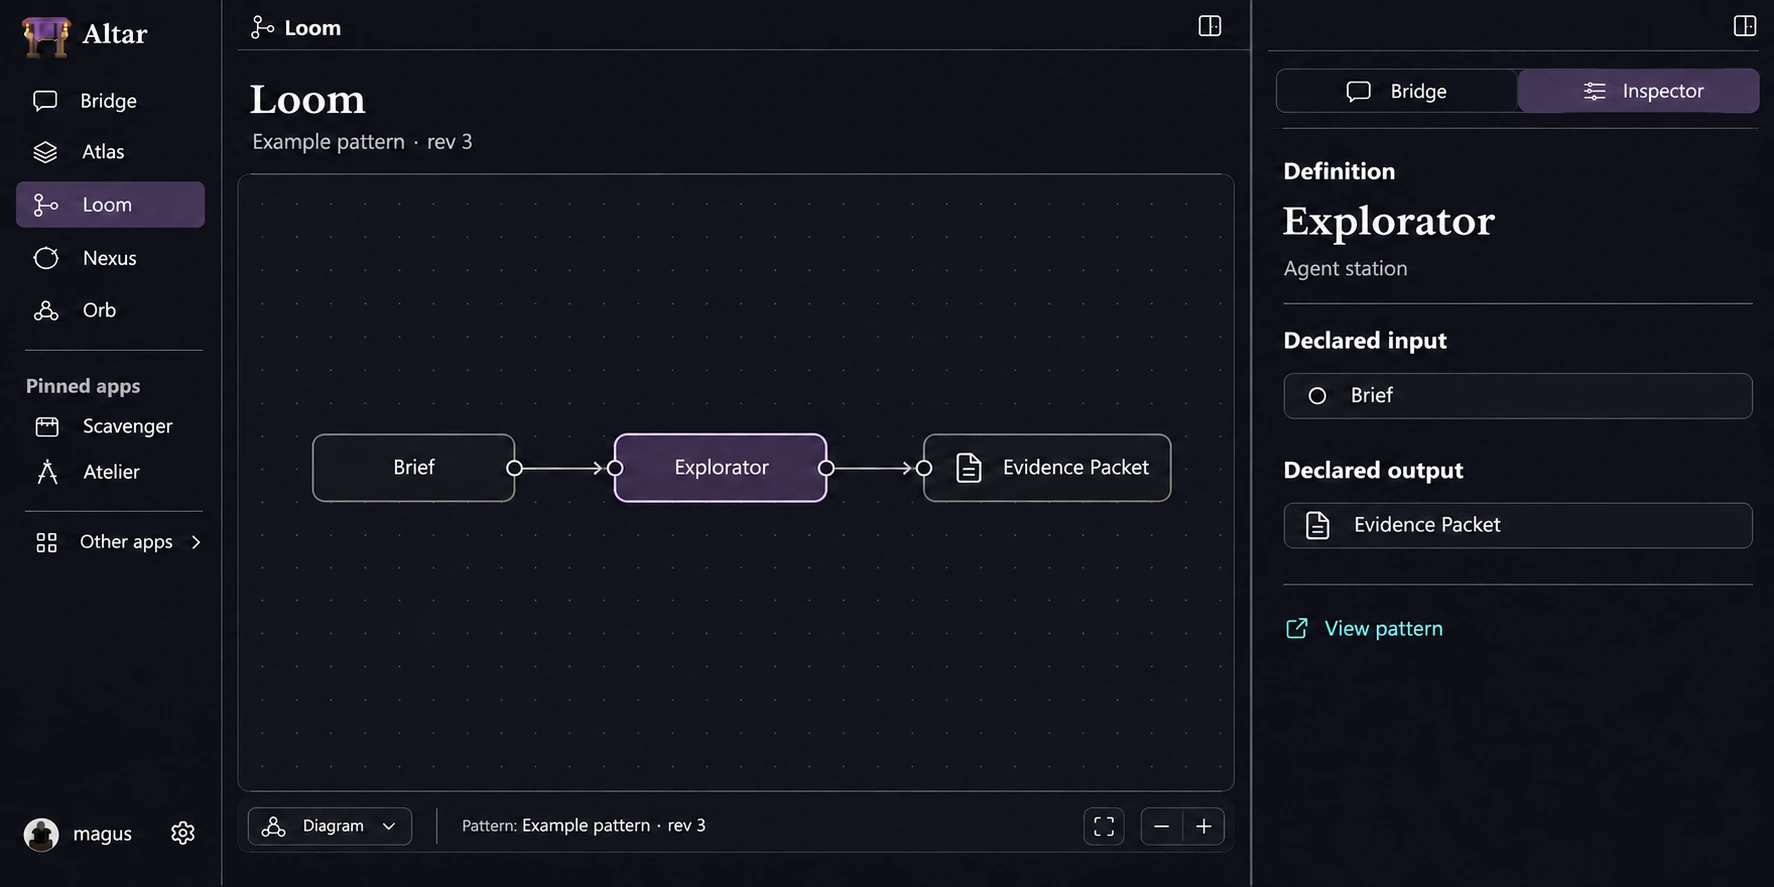 Altar
Bridge
Atlas
Loom
Nexus
Orb
Pinned apps
Scavenger
Atelier
Other apps
magus
Loom
Loom
Example pattern · rev 3
Brief
Explorator
Evidence Packet
Diagram
Pattern: Example pattern · rev 3
Bridge
Inspector
Definition
Explorator
Agent station
Declared input
Brief
Declared output
Evidence Packet
View pattern